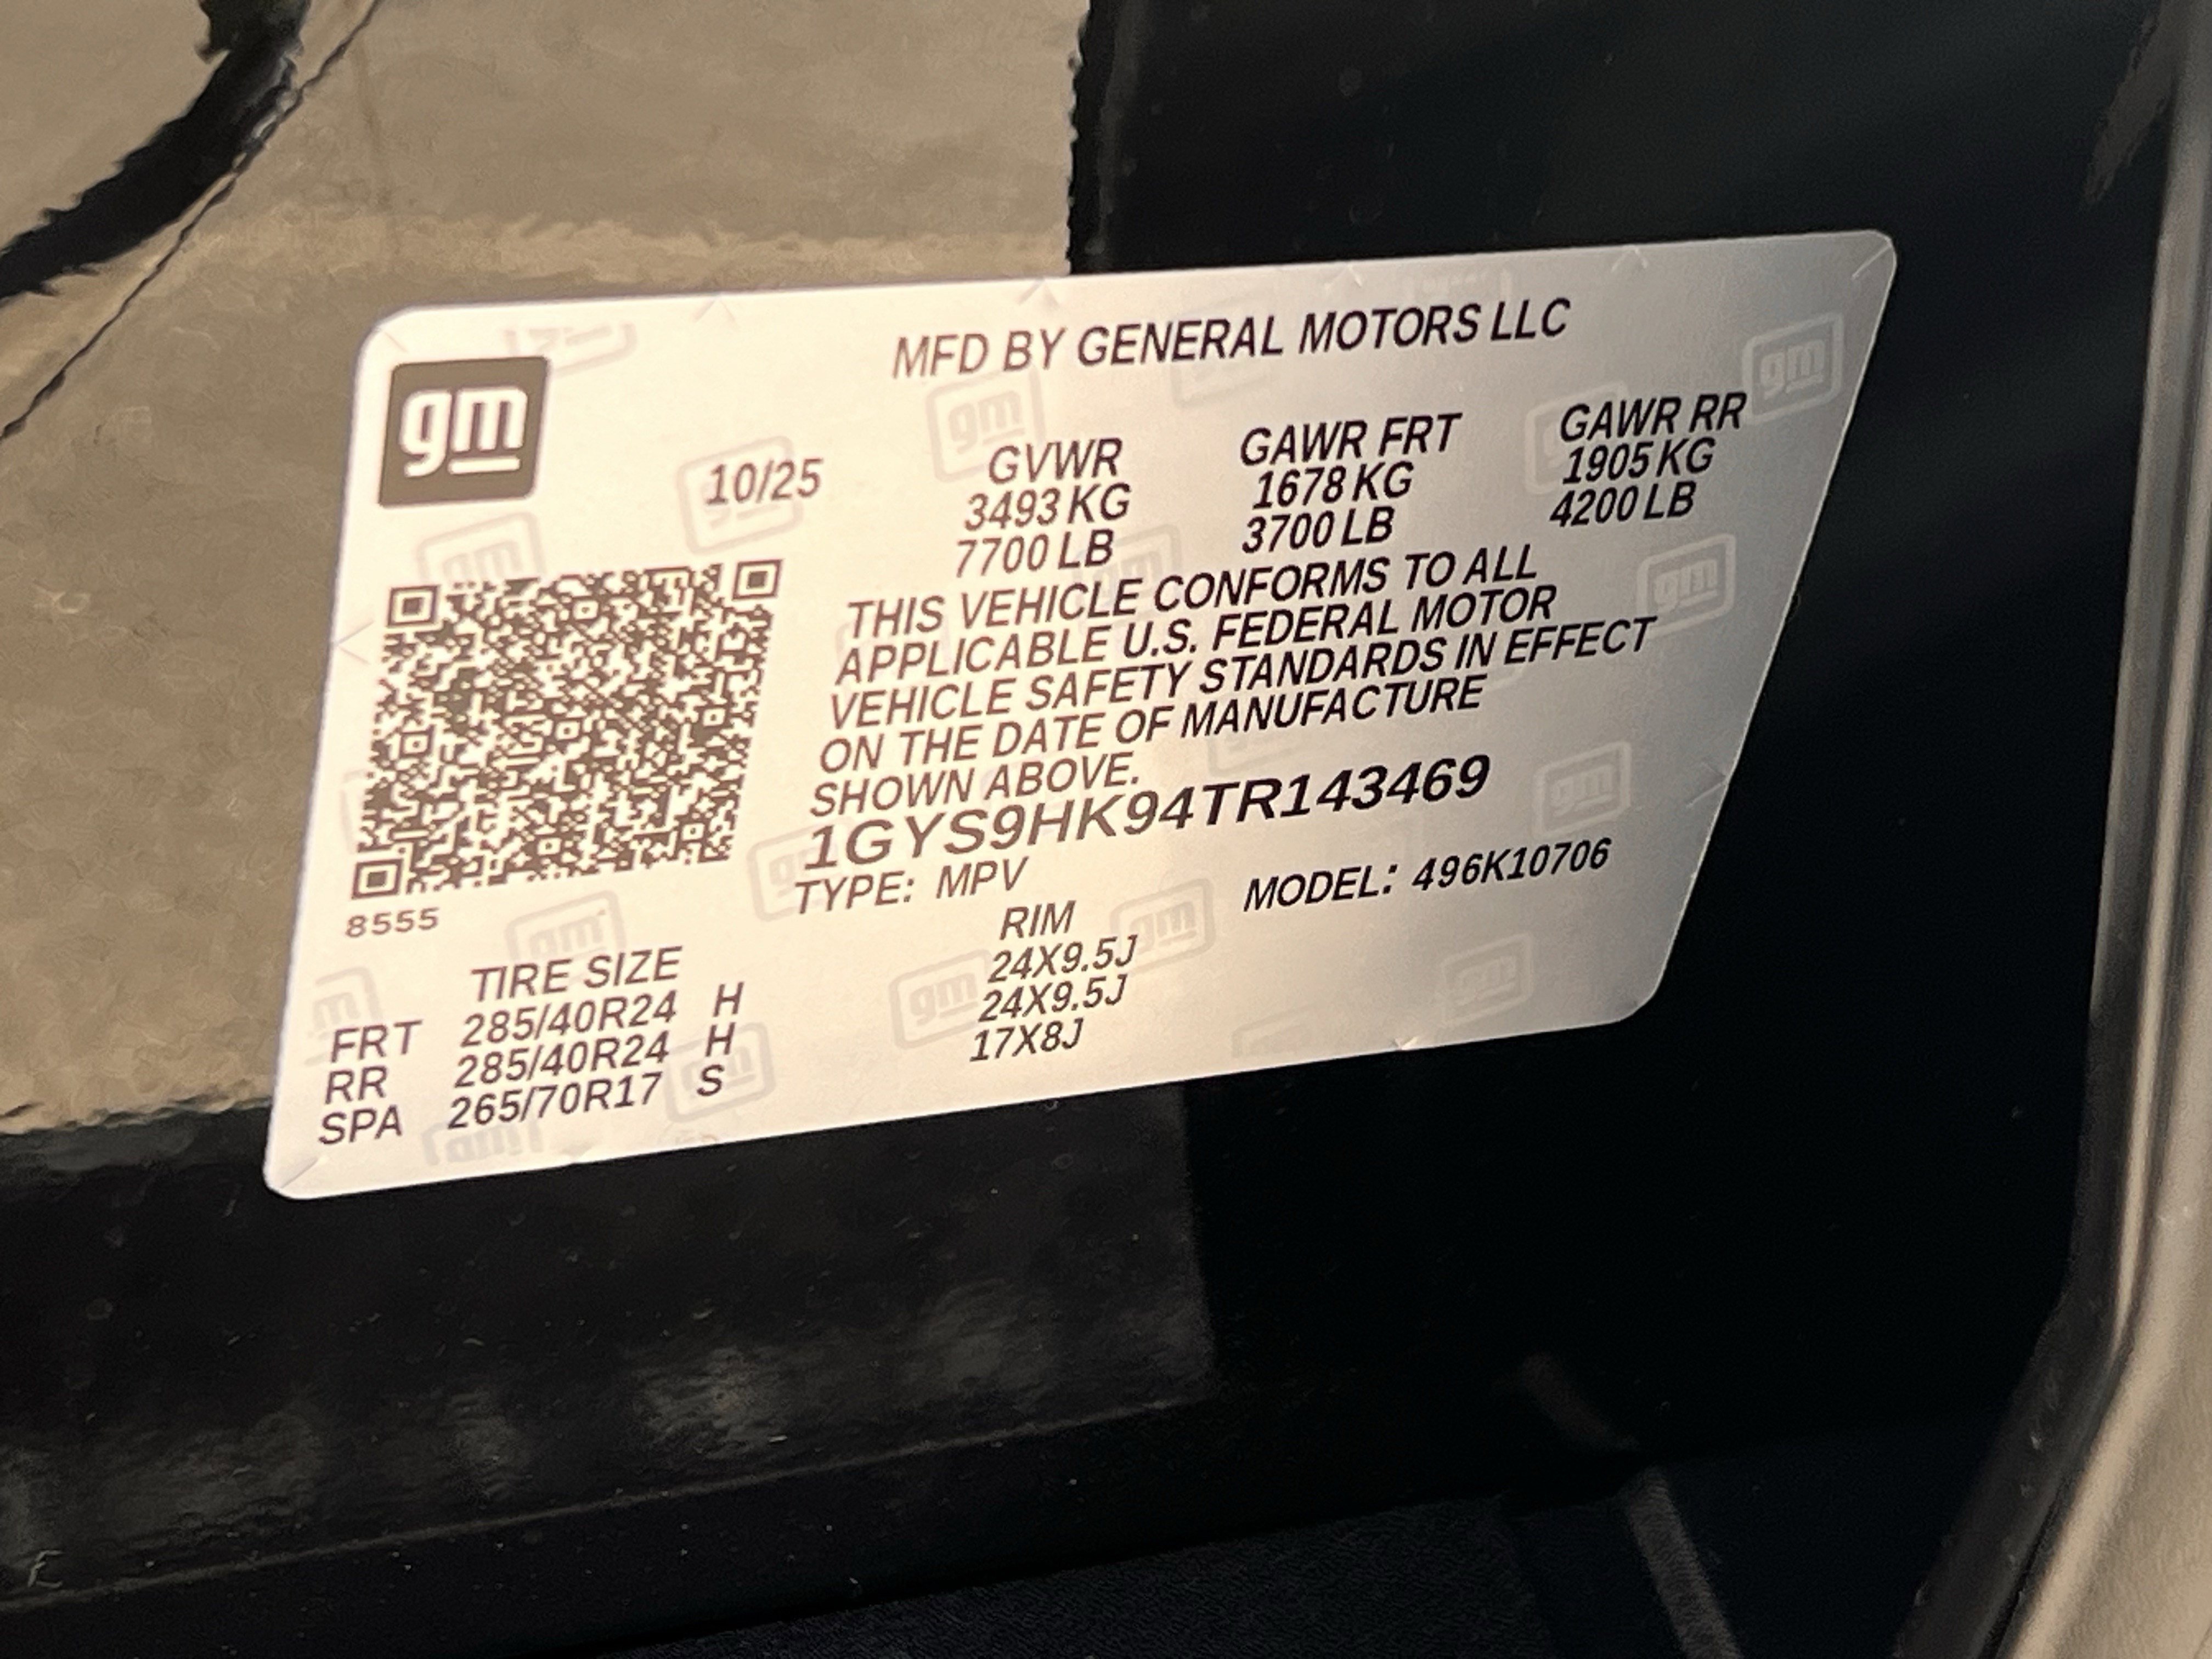 gm
MFD BY GENERAL MOTORS LLC
10/25
GVWR GAWR FRT GAWR RR
3493 KG 1678 KG 1905 KG
7700 LB 3700 LB 4200 LB
THIS VEHICLE CONFORMS TO ALL
APPLICABLE U.S. FEDERAL MOTOR
VEHICLE SAFETY STANDARDS IN EFFECT
ON THE DATE OF MANUFACTURE
SHOWN ABOVE.
1GYS9HK94TR143469
TYPE: MPV MODEL: 496K10706
8555
TIRE SIZE RIM
FRT 285/40R24 H 24X9.5J
RR 285/40R24 H 24X9.5J
SPA 265/70R17 S 17X8J